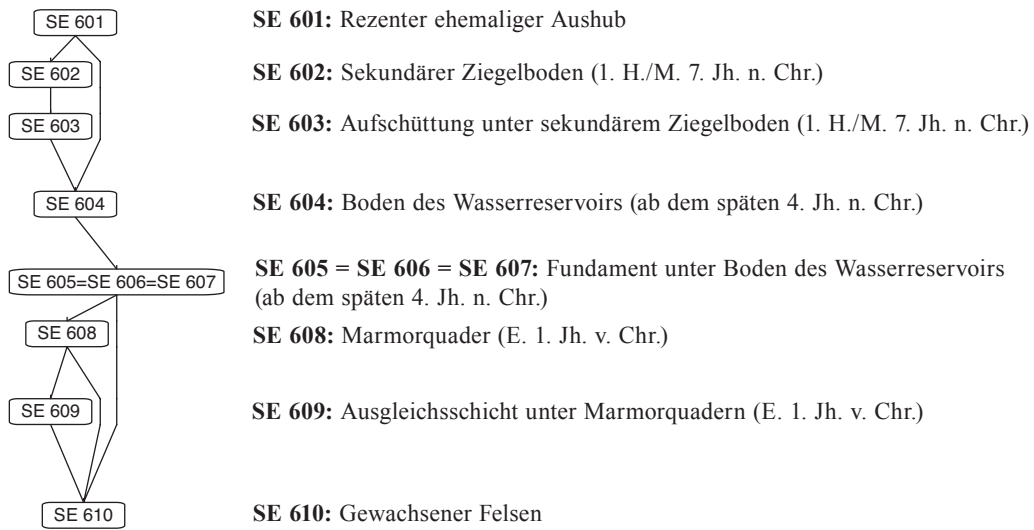 SE 601 SE 601: Rezenter ehemaliger Aushub
SE 602 SE 602: Sekundärer Ziegelboden (1. H./M. 7. Jh. n. Chr.)
SE 603 SE 603: Aufschüttung unter sekundärem Ziegelboden (1. H./M. 7. Jh. n. Chr.)
SE 604 SE 604: Boden des Wasserreservoirs (ab dem späten 4. Jh. n. Chr.)
SE 605=SE 606=SE 607 SE 605 = SE 606 = SE 607: Fundament unter Boden des Wasserreservoirs
(ab dem späten 4. Jh. n. Chr.)
SE 608 SE 608: Marmorquader (E. 1. Jh. v. Chr.)
SE 609 SE 609: Ausgleichsschicht unter Marmorquadern (E. 1. Jh. v. Chr.)
SE 610 SE 610: Gewachsener Felsen